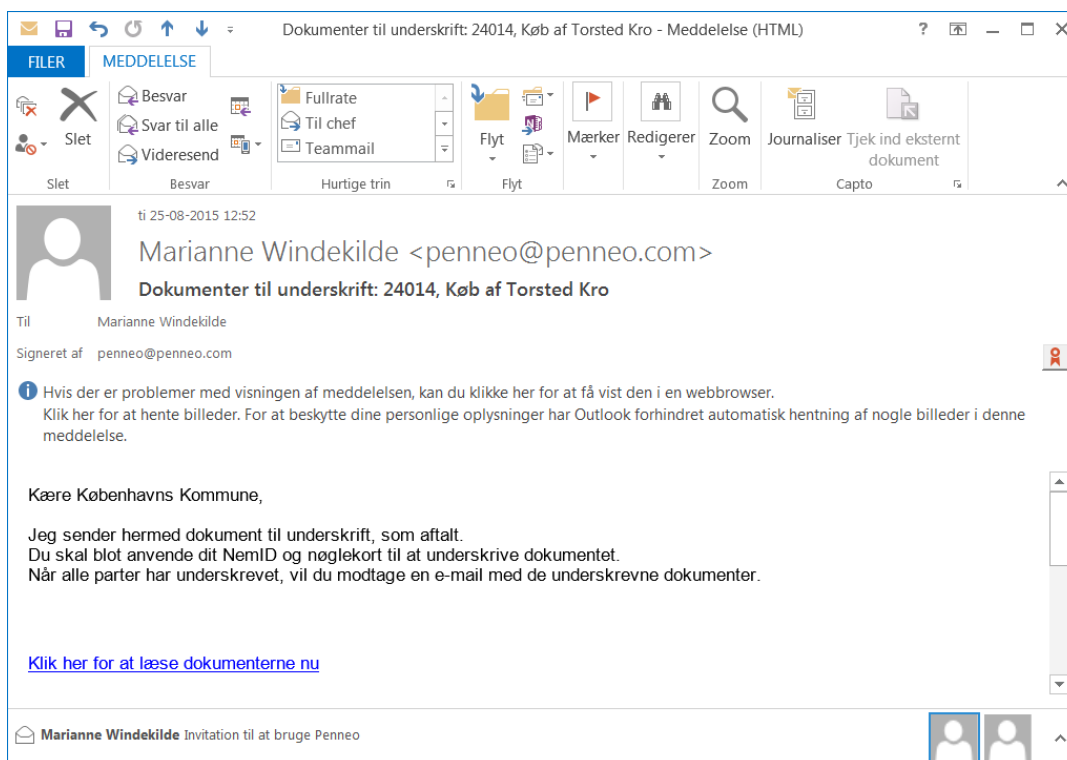 Dokumenter til underskrift: 24014, Køb af Torsted Kro - Meddelelse (HTML)
?
FILER
MEDDELELSE
Slet
Besvar
Svar til alle
Videresend
Fullrate
Til chef
Teammail
Flyt
Mærker
Redigerer
Zoom
Journaliser
Tjek ind eksternt
dokument
Slet
Besvar
Hurtige trin
Flyt
Zoom
Capto
ti 25-08-2015 12:52
Marianne Windekilde <penneo@penneo.com>
Dokumenter til underskrift: 24014, Køb af Torsted Kro
Til Marianne Windekilde
Signeret af penneo@penneo.com
Hvis der er problemer med visningen af meddelelsen, kan du klikke her for at få vist den i en webbrowser.
Klik her for at hente billeder. For at beskytte dine personlige oplysninger har Outlook forhindret automatisk hentning af nogle billeder i denne
meddelelse.
Kære Københavns Kommune,
Jeg sender hermed dokument til underskrift, som aftalt.
Du skal blot anvende dit NemID og nøglekort til at underskrive dokumentet.
Når alle parter har underskrevet, vil du modtage en e-mail med de underskrevne dokumenter.
Klik her for at læse dokumenterne nu
Marianne Windekilde Invitation til at bruge Penneo